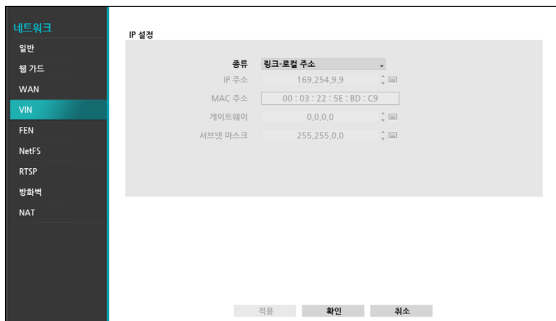 네트워크
일반
웹 가드
WAN
VIN
FEN
NetFS
RTSP
방화벽
NAT
IP 설정
종류 링크-로컬 주소
IP 주소 169,254,9,9
MAC 주소 00 : 03 : 22 : 5E : BD : C9
게이트웨이 0,0,0,0
서브넷 마스크 255,255,0,0
적용 확인 취소